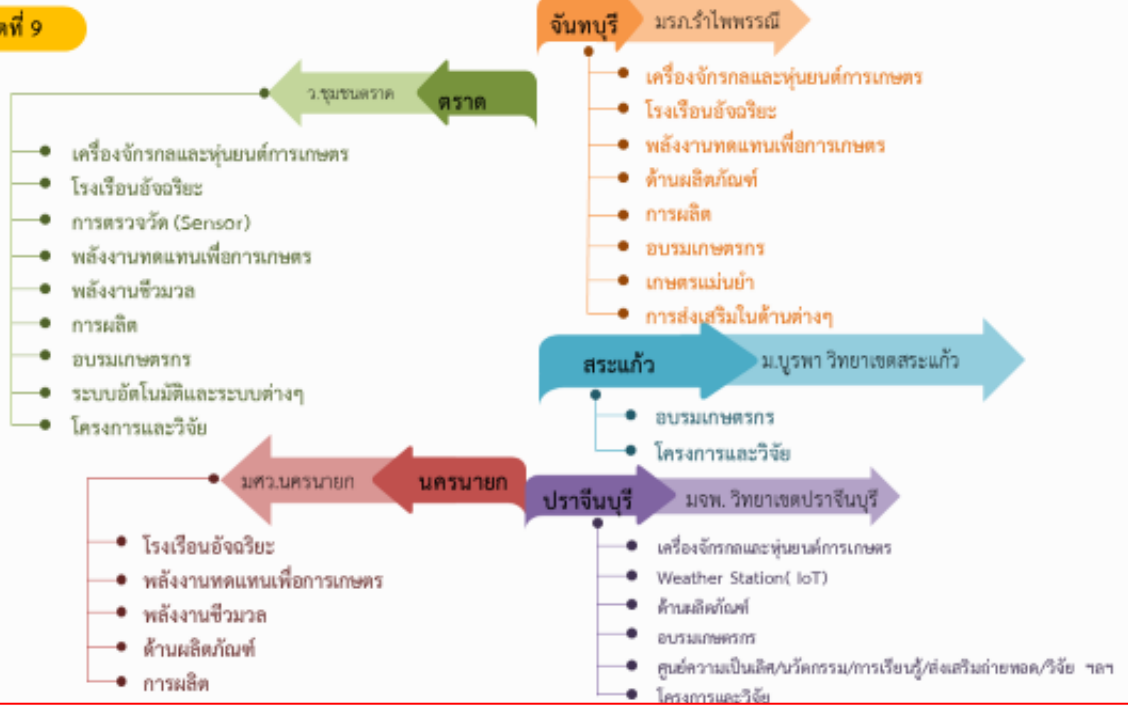 ตที่ 9
จันทบุรี
มรภ.รำไพพรรณี
เครื่องจักรกลและหุ่นยนต์การเกษตร
โรงเรือนอัจฉริยะ
พลังงานทดแทนเพื่อการเกษตร
ด้านผลิตภัณฑ์
การผลิต
อบรมเกษตรกร
เกษตรแม่นยำ
การส่งเสริมในด้านต่างๆ
ตราด
ว.ชุมชนตราด
เครื่องจักรกลและหุ่นยนต์การเกษตร
โรงเรือนอัจฉริยะ
การตรวจวัด (Sensor)
พลังงานทดแทนเพื่อการเกษตร
พลังงานชีวมวล
การผลิต
อบรมเกษตรกร
ระบบอัตโนมัติและระบบต่างๆ
โครงการและวิจัย
สระแก้ว
ม.บูรพา วิทยาเขตสระแก้ว
อบรมเกษตรกร
โครงการและวิจัย
นครนายก
มศว.นครนายก
โรงเรือนอัจฉริยะ
พลังงานทดแทนเพื่อการเกษตร
พลังงานชีวมวล
ด้านผลิตภัณฑ์
การผลิต
ปราจีนบุรี
มจพ. วิทยาเขตปราจีนบุรี
เครื่องจักรกลและหุ่นยนต์การเกษตร
Weather Station( IoT)
ด้านผลิตภัณฑ์
อบรมเกษตรกร
ศูนย์ความเป็นเลิศ/นวัตกรรม/การเรียนรู้/ส่งเสริมถ่ายทอด/วิจัย ฯลฯ
โครงการและวิจัย